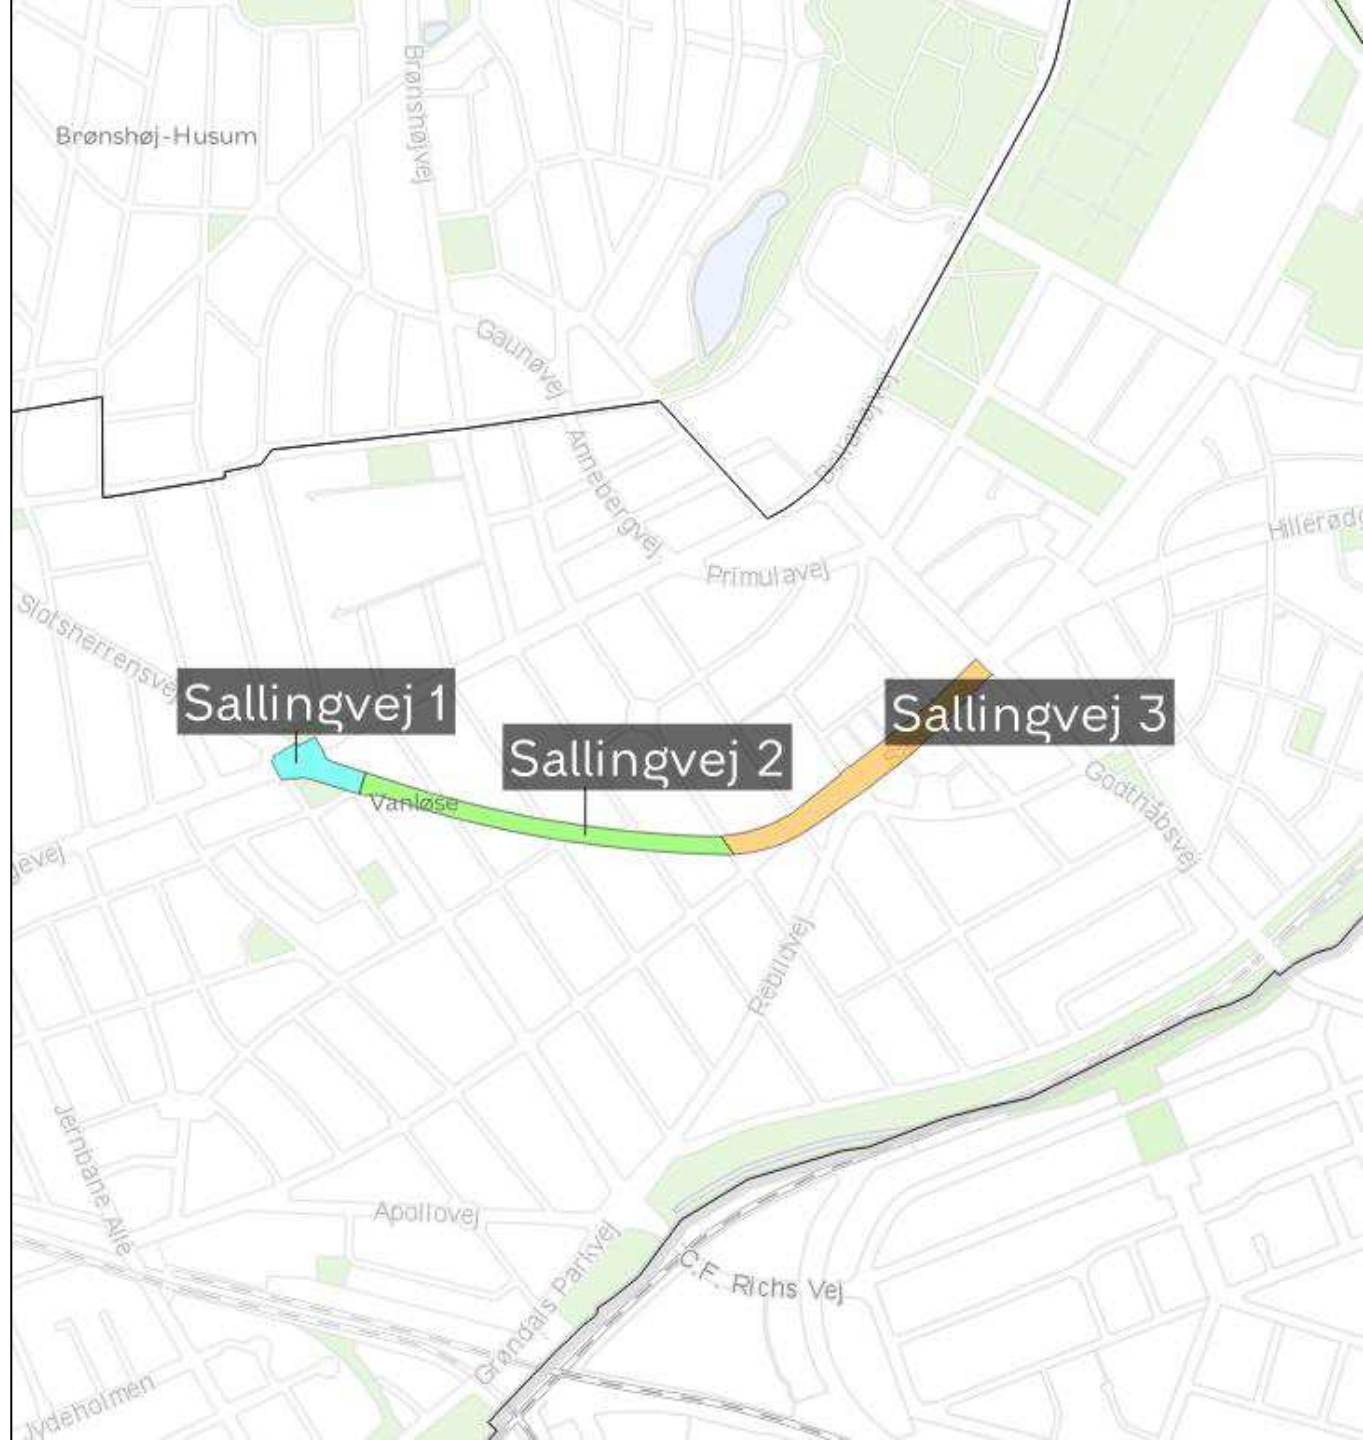 Brønshøj-Husum
Brønshøjvej
Gaunøvej
Annebergvej
Primulavej
Slotsherrensvej
Sallingvej 1
Sallingvej 2
Sallingvej 3
Vanløse
Godthåbsvej
Rebildvej
Jernbane Allé
Apollovej
Grøndals Parkvej
C.F. Richs Vej
Jydeholmen